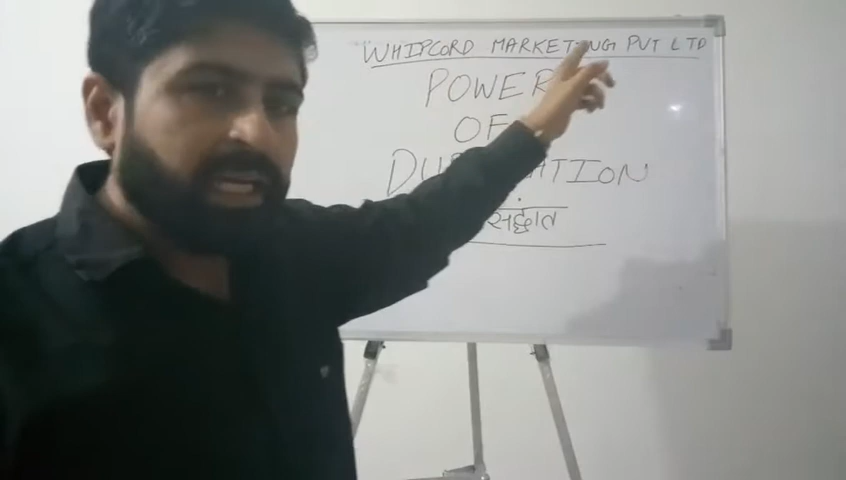 WHIPCORD MARKETING PVT LTD
POWER
OF
DUPLICATION